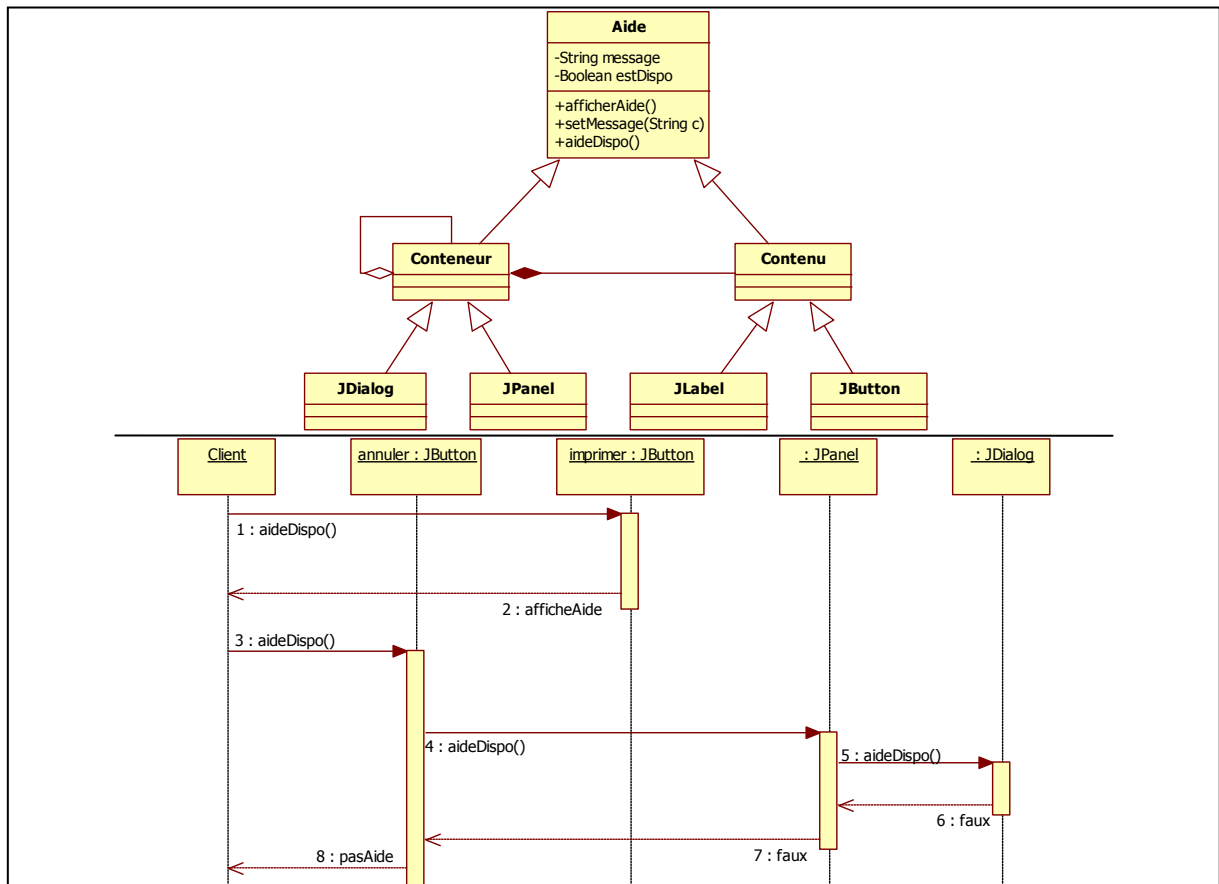 Aide
-String message
-Boolean estDispo
+afficherAide()
+setMessage(String c)
+aideDispo()
Conteneur
Contenu
JDialog
JPanel
JLabel
JButton
Client
annuler : JButton
imprimer : JButton
: JPanel
: JDialog
1 : aideDispo()
2 : afficheAide
3 : aideDispo()
4 : aideDispo()
5 : aideDispo()
6 : faux
7 : faux
8 : pasAide